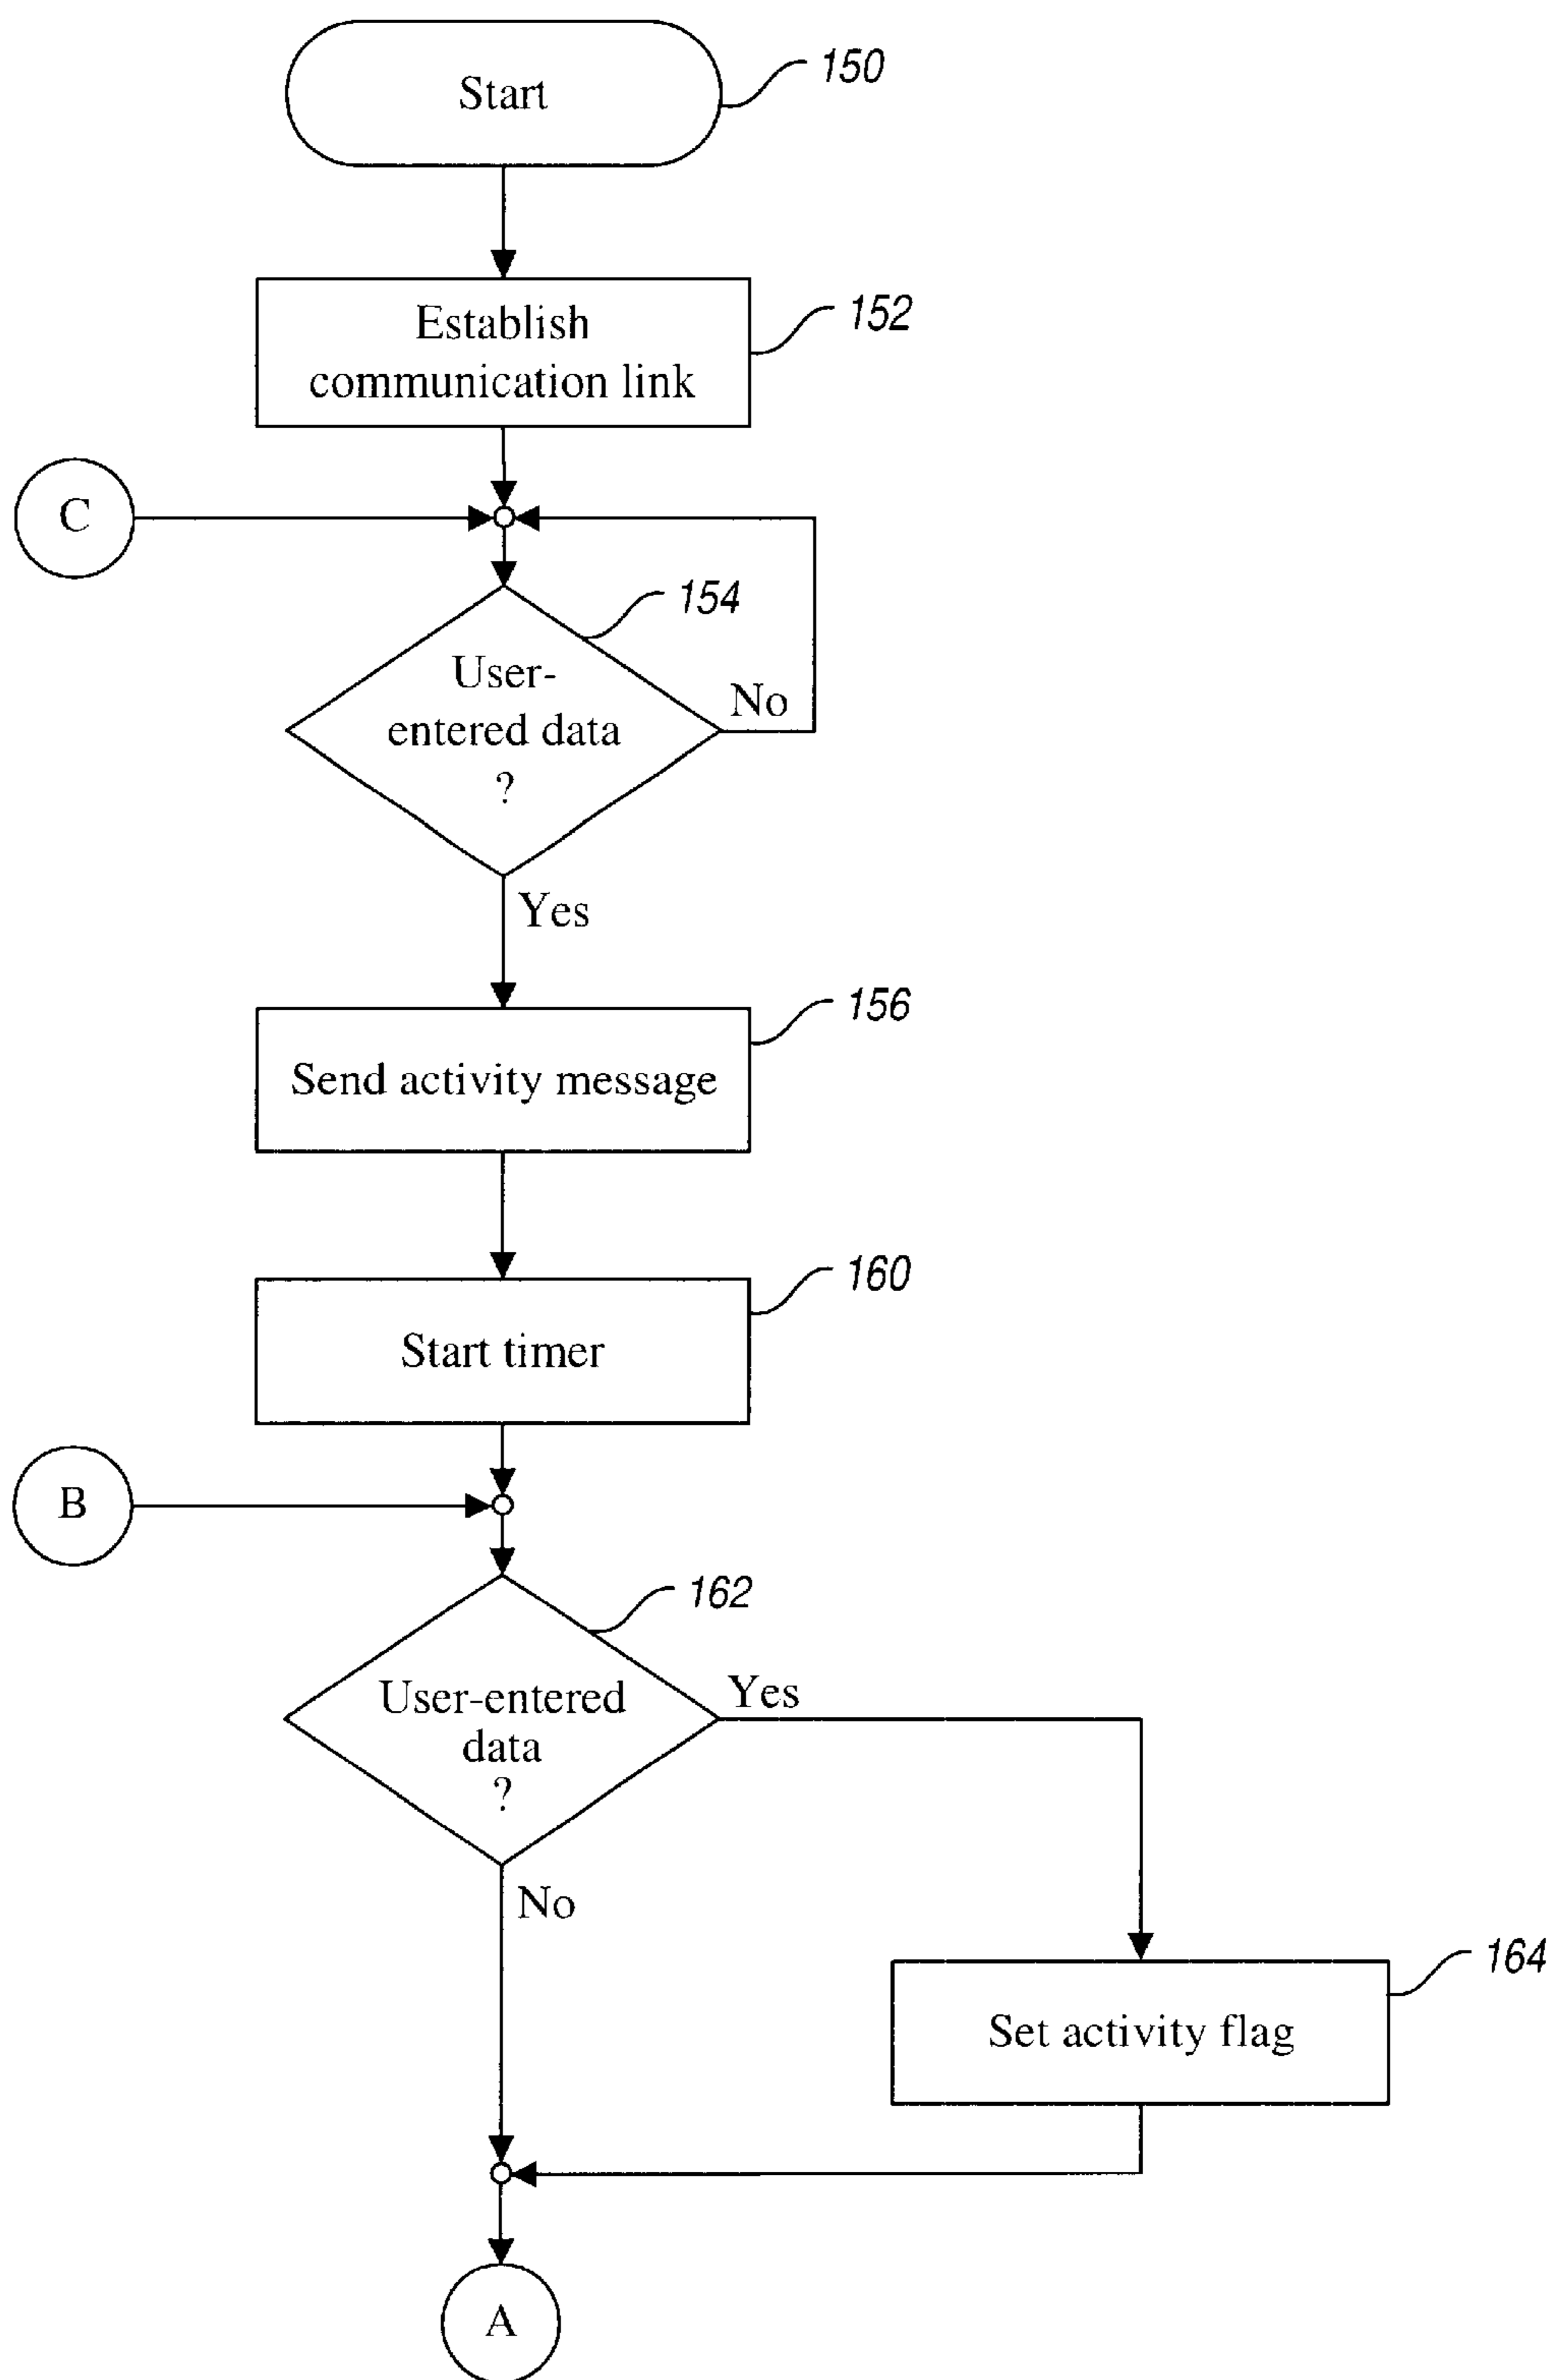 Start
150
Establish
communication link
152
C
154
User-
entered data
?
No
Yes
156
Send activity message
160
Start timer
B
162
User-entered
data
?
Yes
No
164
Set activity flag
A